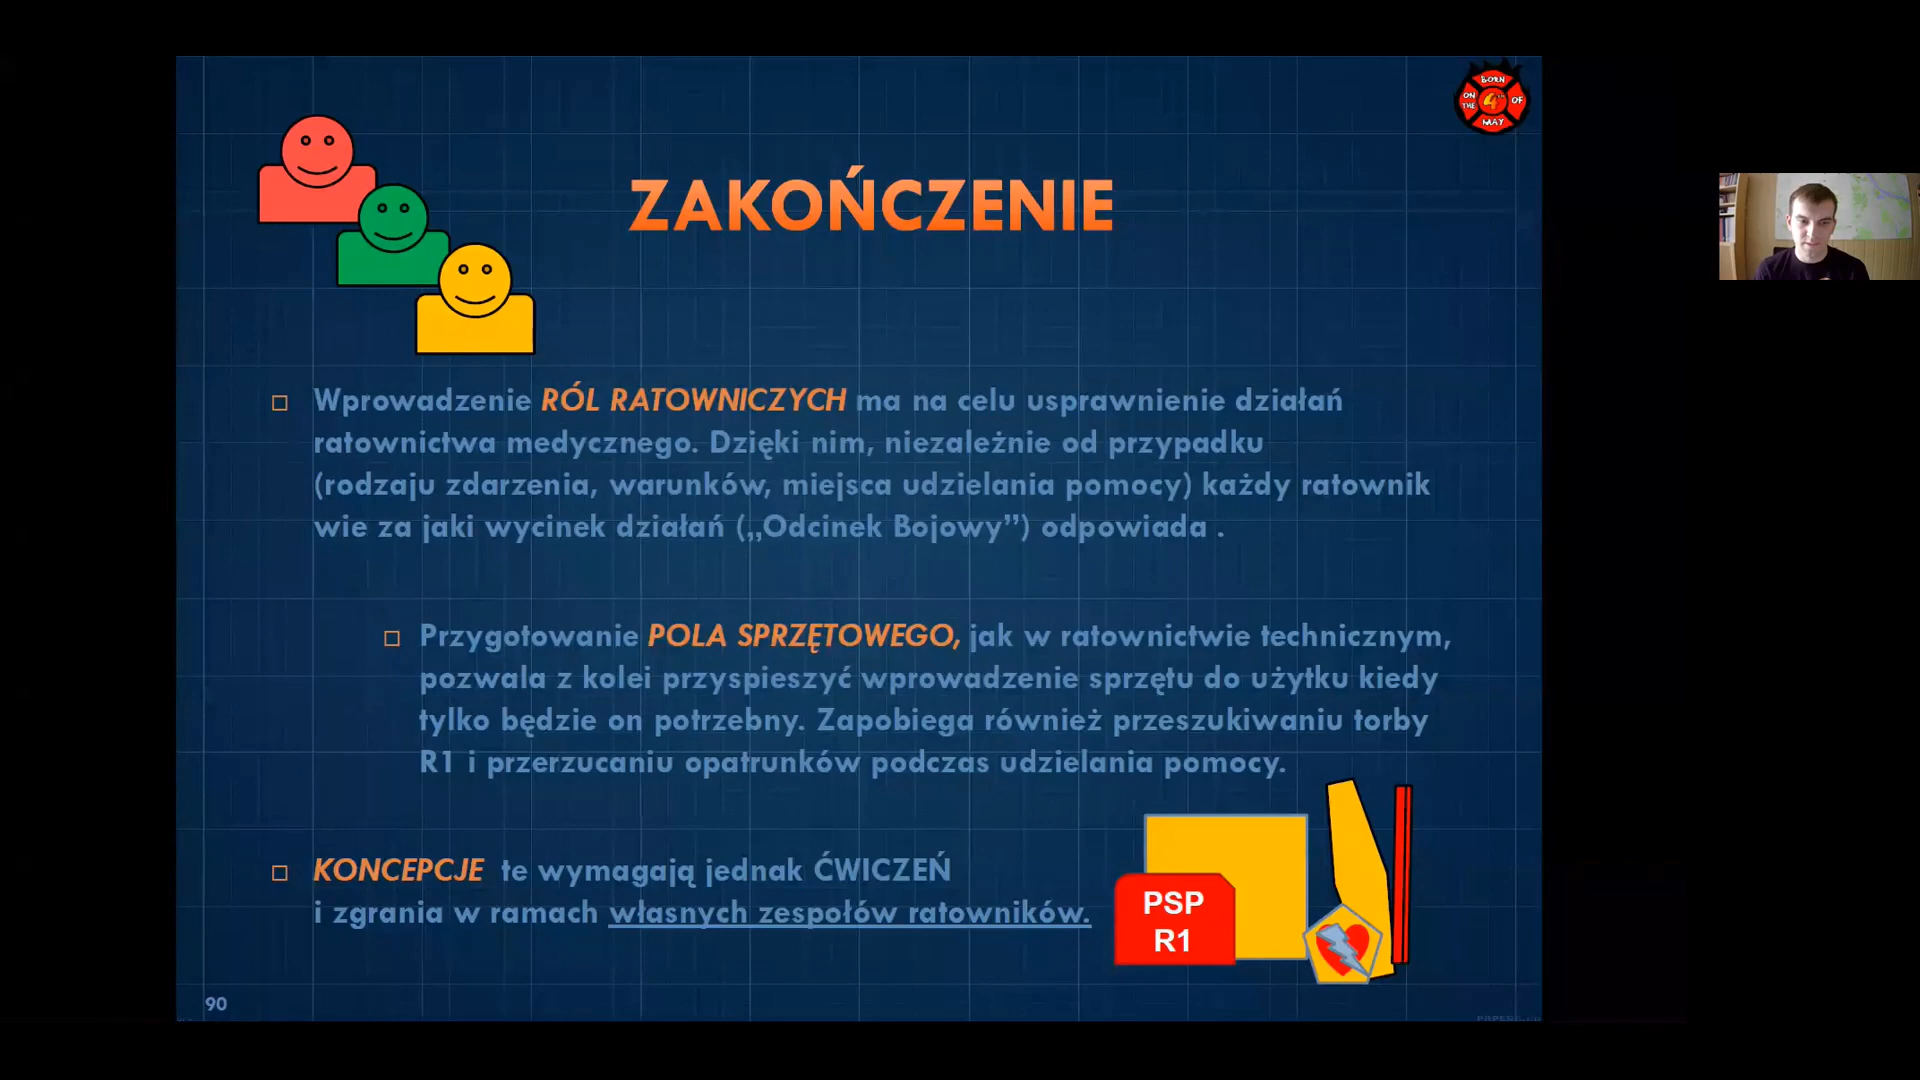 BORN
ON THE 4TH OF
MAY
ZAKOŃCZENIE
Wprowadzenie RÓL RATOWNICZYCH ma na celu usprawnienie działań
ratownictwa medycznego. Dzięki nim, niezależnie od przypadku
(rodzaju zdarzenia, warunków, miejsca udzielania pomocy) każdy ratownik
wie za jaki wycinek działań („Odcinek Bojowy”) odpowiada .
Przygotowanie POLA SPRZĘTOWEGO, jak w ratownictwie technicznym,
pozwala z kolei przyspieszyć wprowadzenie sprzętu do użytku kiedy
tylko będzie on potrzebny. Zapobiega również przeszukiwaniu torby
R1 i przerzucaniu opatrunków podczas udzielania pomocy.
KONCEPCJE te wymagają jednak ĆWICZEŃ
i zgrania w ramach własnych zespołów ratowników.
PSP
R1
90